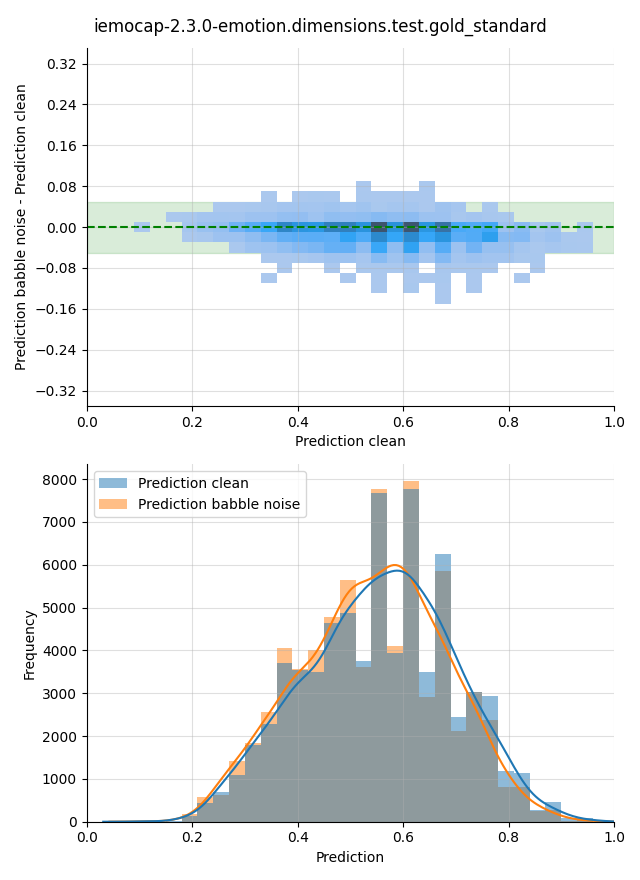 iemocap-2.3.0-emotion.dimensions.test.gold_standard
Prediction babble noise - Prediction clean
0.32
0.24
0.16
0.08
0.00
−0.08
−0.16
−0.24
−0.32
0.0 0.2 0.4 0.6 0.8 1.0
Prediction clean
Frequency
8000
7000
6000
5000
4000
3000
2000
1000
0
Prediction clean
Prediction babble noise
0.0 0.2 0.4 0.6 0.8 1.0
Prediction